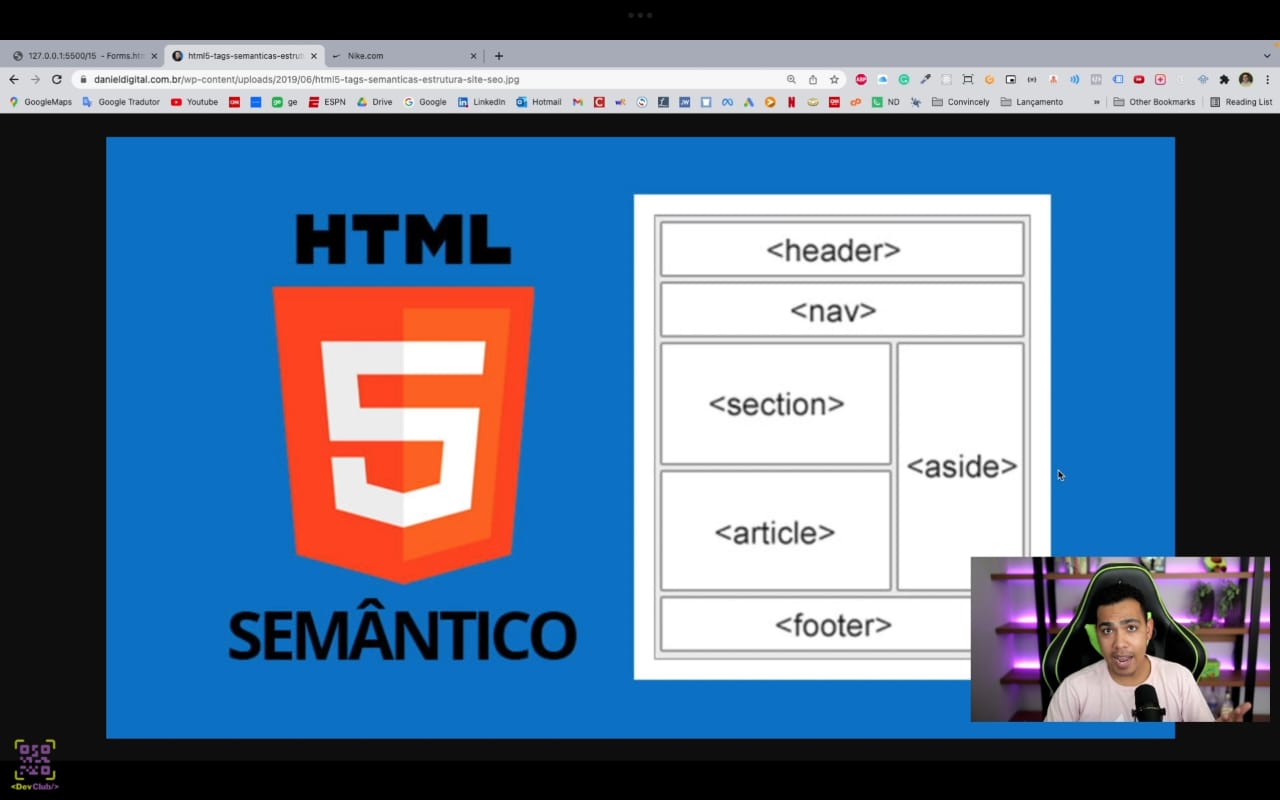 127.0.0.1:5500/15 - Forms.htm
html5-tags-semanticas-estrutu
Nike.com
danieldigital.com.br/wp-content/uploads/2019/06/html5-tags-semanticas-estrutura-site-seo.jpg
GoogleMaps Google Tradutor Youtube ge ESPN Drive Google LinkedIn Hotmail ND Convincely Lançamento » Other Bookmarks Reading List
HTML
5
SEMÂNTICO
<header>
<nav>
<section>
<aside>
<article>
<footer>
<DevClub/>